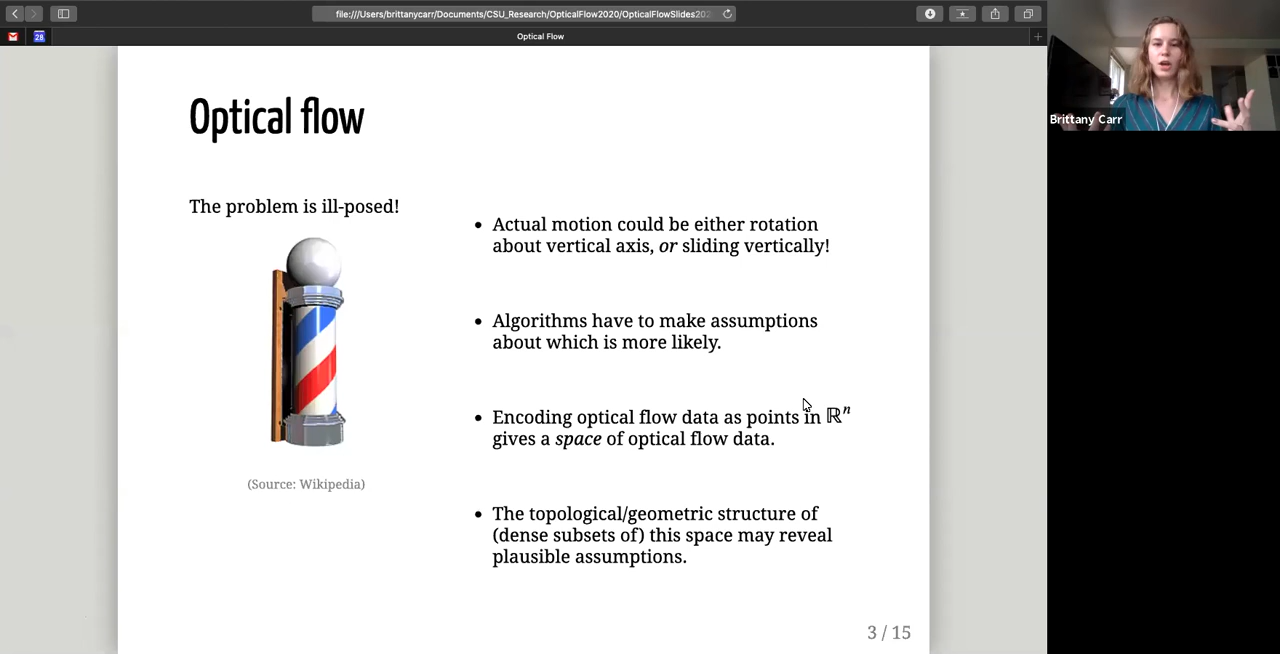 file:///Users/brittanycarr/Documents/CSU_Research/OpticalFlow2020/OpticalFlowSlides202
28
Optical Flow
Optical flow
The problem is ill-posed!
(Source: Wikipedia)
• Actual motion could be either rotation
about vertical axis, or sliding vertically!
• Algorithms have to make assumptions
about which is more likely.
• Encoding optical flow data as points in ℝⁿ
gives a space of optical flow data.
• The topological/geometric structure of
(dense subsets of) this space may reveal
plausible assumptions.
3 / 15
Brittany Carr